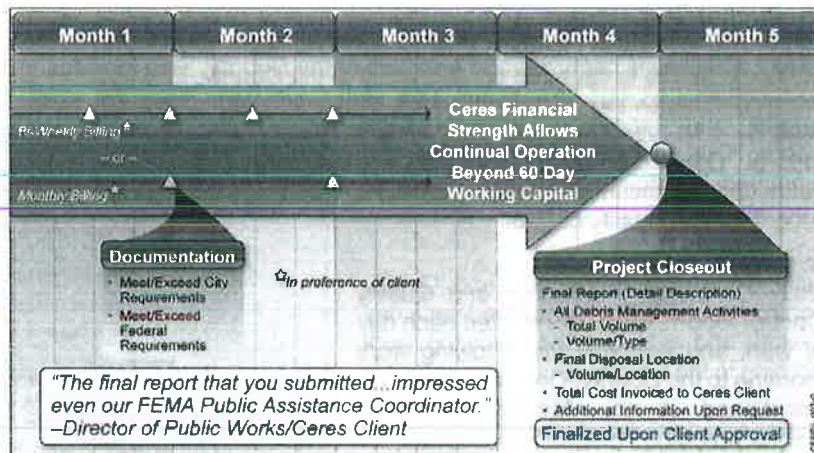 Month 1
Month 2
Month 3
Month 4
Month 5
Bi-Weekly Billing*
– or –
Monthly Billing*
Ceres Financial
Strength Allows
Continual Operation
Beyond 60 Day
Working Capital
Documentation
• Meet/Exceed City
Requirements
• Meet/Exceed
Federal
Requirements
☆In preference of client
Project Closeout
Final Report (Detail Description)
• All Debris Management Activities
- Total Volume
- Volume/Type
• Final Disposal Location
- Volume/Location
• Total Cost Invoiced to Ceres Client
• Additional Information Upon Request
Finalized Upon Client Approval
"The final report that you submitted...impressed
even our FEMA Public Assistance Coordinator."
–Director of Public Works/Ceres Client